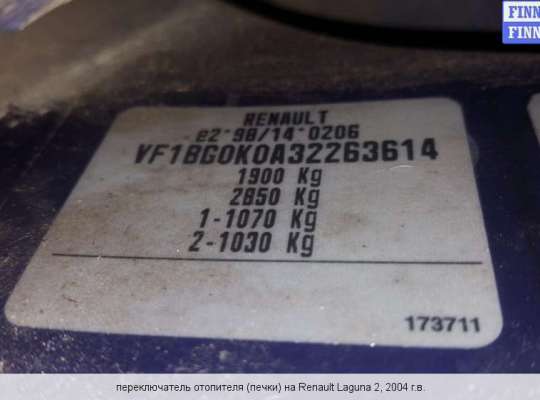 FINN
FINN
RENAULT
e2*98/14*0206
VF1BG0K0A32263614
1900 Kg
2850 Kg
1-1070 Kg
2-1030 Kg
173711
переключатель отопителя (печки) на Renault Laguna 2, 2004 г.в.